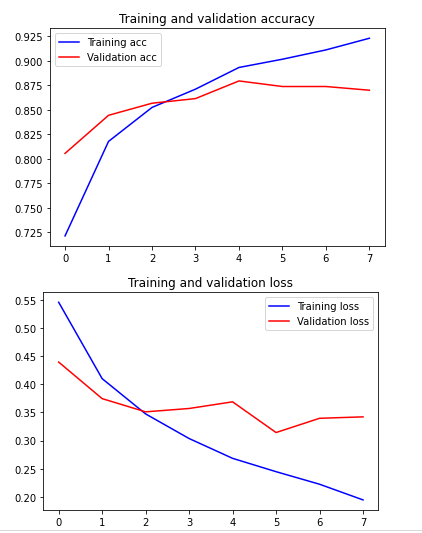 Training and validation accuracy
0.925
0.900
0.875
0.850
0.825
0.800
0.775
0.750
0.725
Training acc
Validation acc
0 1 2 3 4 5 6 7
Training and validation loss
0.55
0.50
0.45
0.40
0.35
0.30
0.25
0.20
Training loss
Validation loss
0 1 2 3 4 5 6 7